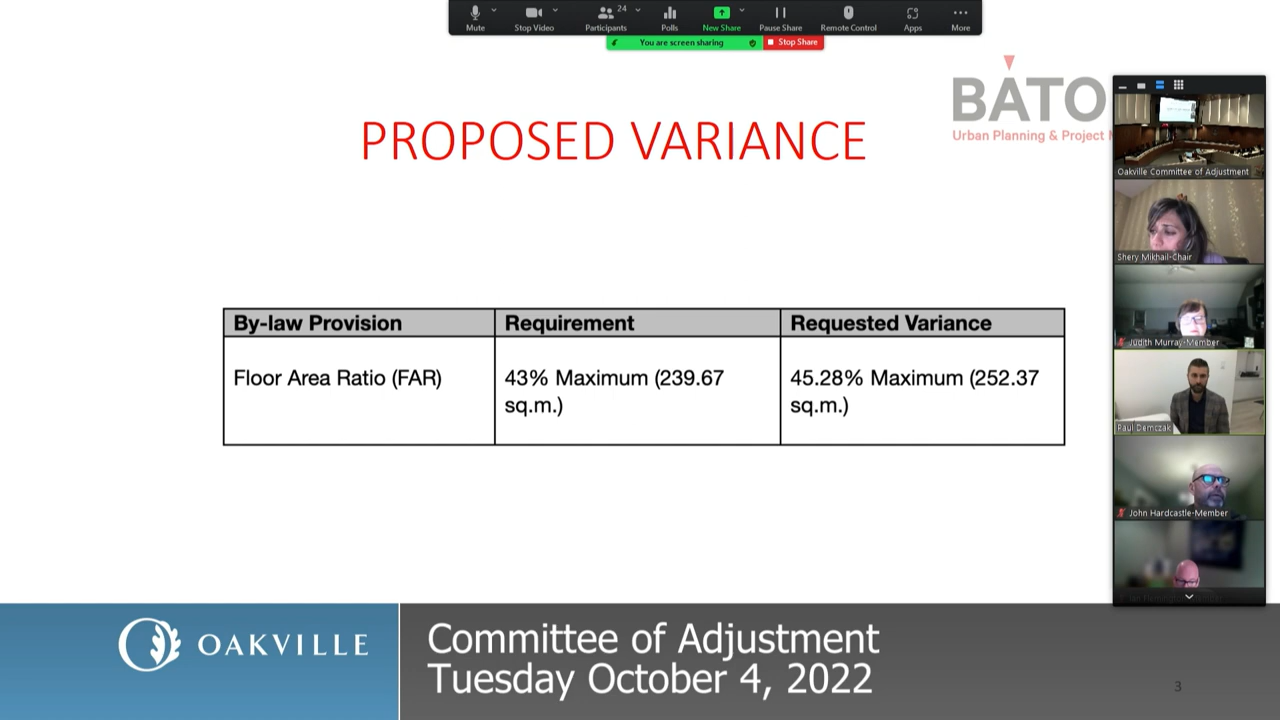 Mute
Stop Video
24
Participants
Polls
New Share
Pause Share
Remote Control
Apps
More
You are screen sharing
Stop Share
BATO
Urban Planning & Project
PROPOSED VARIANCE
By-law Provision
Requirement
Requested Variance
Floor Area Ratio (FAR)
43% Maximum (239.67
sq.m.)
45.28% Maximum (252.37
sq.m.)
Oakville Committee of Adjustment
Shery Mikhail-Chair
Judith Murray-Member
Paul Demczak
John Hardcastle-Member
OAKVILLE
Committee of Adjustment
Tuesday October 4, 2022
3